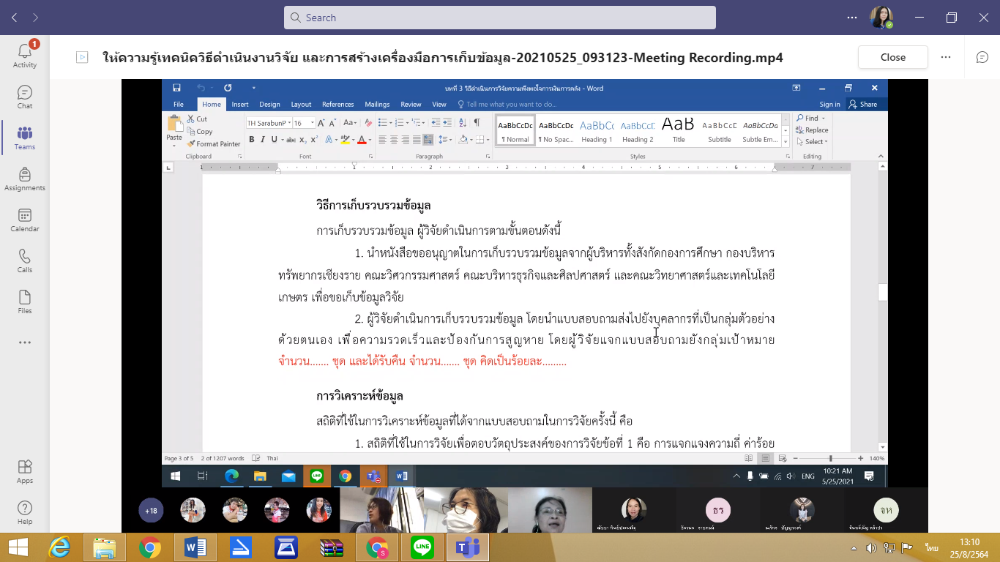 Search
ให้ความรู้เทคนิควิธีดำเนินงานวิจัย และการสร้างเครื่องมือการเก็บข้อมูล-20210525_093123-Meeting Recording.mp4
Close
1
Activity
Chat
Teams
Assignments
Calendar
Calls
Files
Apps
Help
บทที่ 3 วิธีดำเนินการวิจัยความพึงพอใจการเงินการคลัง - Word
File Home Insert Design Layout References Mailings Review View Tell me what you want to do... Sign in Share
Paste
Cut
Copy
Format Painter
Clipboard
TH SarabunP 16
B I U abc X₂ X²
Font
Paragraph
AaBbCcDc AaBbCcDc AaBbCc AaBbCcE AaB AaBbCcD AaBbCcDa
¶ Normal ¶ No Spac... Heading 1 Heading 2 Title Subtitle Subtle Em...
Styles
Find
Replace
Select
Editing
1 1 2 3 4 5 6 7
วิธีการเก็บรวบรวมข้อมูล
การเก็บรวบรวมข้อมูล ผู้วิจัยดำเนินการตามขั้นตอนดังนี้
1. นำหนังสือขออนุญาตในการเก็บรวบรวมข้อมูลจากผู้บริหารทั้งสังกัดกองการศึกษา กองบริหาร
ทรัพยากรเชียงราย คณะวิศวกรรมศาสตร์ คณะบริหารธุรกิจและศิลปศาสตร์ และคณะวิทยาศาสตร์และเทคโนโลยี
เกษตร เพื่อขอเก็บข้อมูลวิจัย
2. ผู้วิจัยดำเนินการเก็บรวบรวมข้อมูล โดยนำแบบสอบถามส่งไปยังบุคลากรที่เป็นกลุ่มตัวอย่าง
ด้วยตนเอง เพื่อความรวดเร็วและป้องกันการสูญหาย โดยผู้วิจัยแจกแบบสอบถามยังกลุ่มเป้าหมาย
จำนวน....... ชุด และได้รับคืน จำนวน....... ชุด คิดเป็นร้อยละ.........
การวิเคราะห์ข้อมูล
สถิติที่ใช้ในการวิเคราะห์ข้อมูลที่ได้จากแบบสอบถามในการวิจัยครั้งนี้ คือ
1. สถิติที่ใช้ในการวิจัยเพื่อตอบวัตถุประสงค์ของการวิจัยข้อที่ 1 คือ การแจกแจงความถี่ ค่าร้อย
Page 3 of 5 2 of 1207 words Thai 140%
ENG
10:21 AM
5/25/2021
+18
ธร
จห
ไทย
13:10
25/8/2564